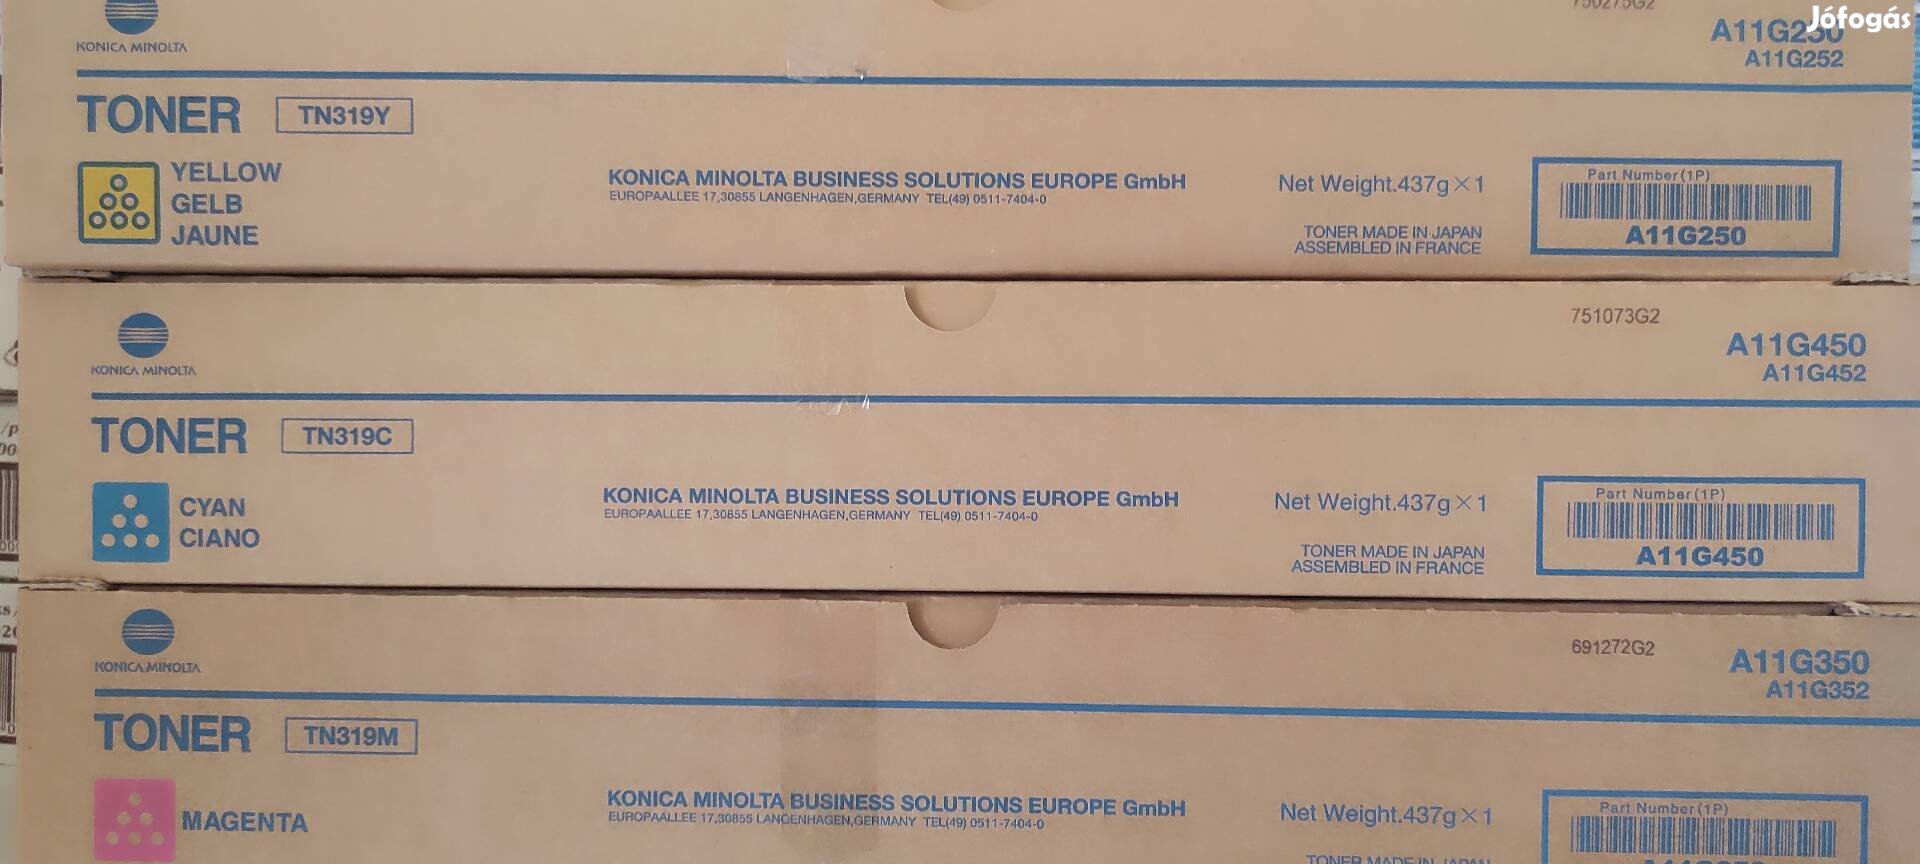 Jófogás
KONICA MINOLTA
A11G250
A11G252
TONER TN319Y
YELLOW
GELB
JAUNE
KONICA MINOLTA BUSINESS SOLUTIONS EUROPE GmbH
EUROPAALLEE 17,30855 LANGENHAGEN,GERMANY TEL(49) 0511-7404-0
Net Weight.437g×1
TONER MADE IN JAPAN
ASSEMBLED IN FRANCE
Part Number(1P)
A11G250
KONICA MINOLTA
751073G2
A11G450
A11G452
TONER TN319C
CYAN
CIANO
KONICA MINOLTA BUSINESS SOLUTIONS EUROPE GmbH
EUROPAALLEE 17,30855 LANGENHAGEN,GERMANY TEL(49) 0511-7404-0
Net Weight.437g×1
TONER MADE IN JAPAN
ASSEMBLED IN FRANCE
Part Number(1P)
A11G450
KONICA MINOLTA
691272G2
A11G350
A11G352
TONER TN319M
MAGENTA
KONICA MINOLTA BUSINESS SOLUTIONS EUROPE GmbH
EUROPAALLEE 17,30855 LANGENHAGEN,GERMANY TEL(49) 0511-7404-0
Net Weight.437g×1
TONER MADE IN JAPAN
Part Number(1P)